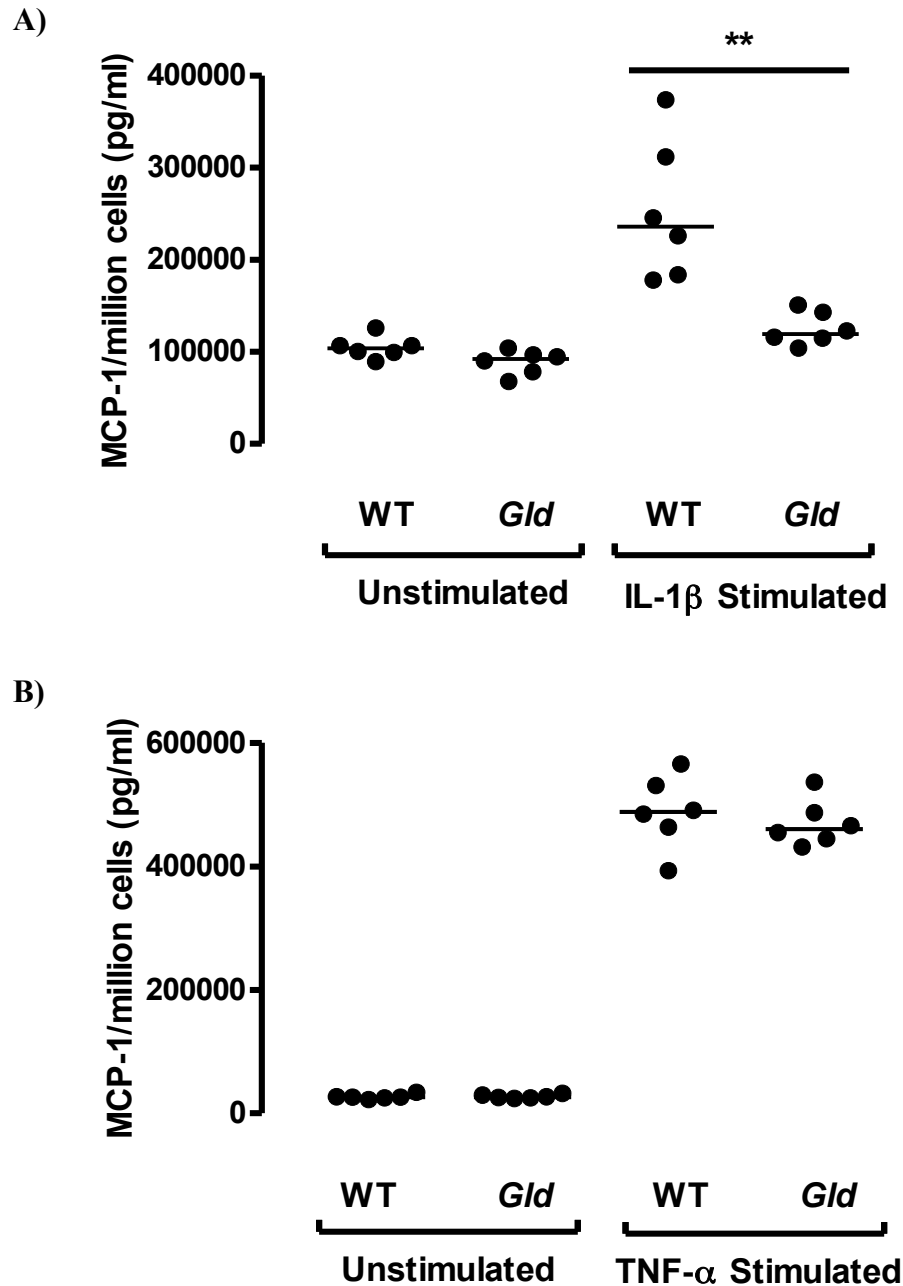 A)
**
MCP-1/million cells (pg/ml)
400000
300000
200000
100000
0
WT Gld WT Gld
Unstimulated IL-1β Stimulated
B)
MCP-1/million cells (pg/ml)
600000
400000
200000
0
WT Gld WT Gld
Unstimulated TNF-α Stimulated